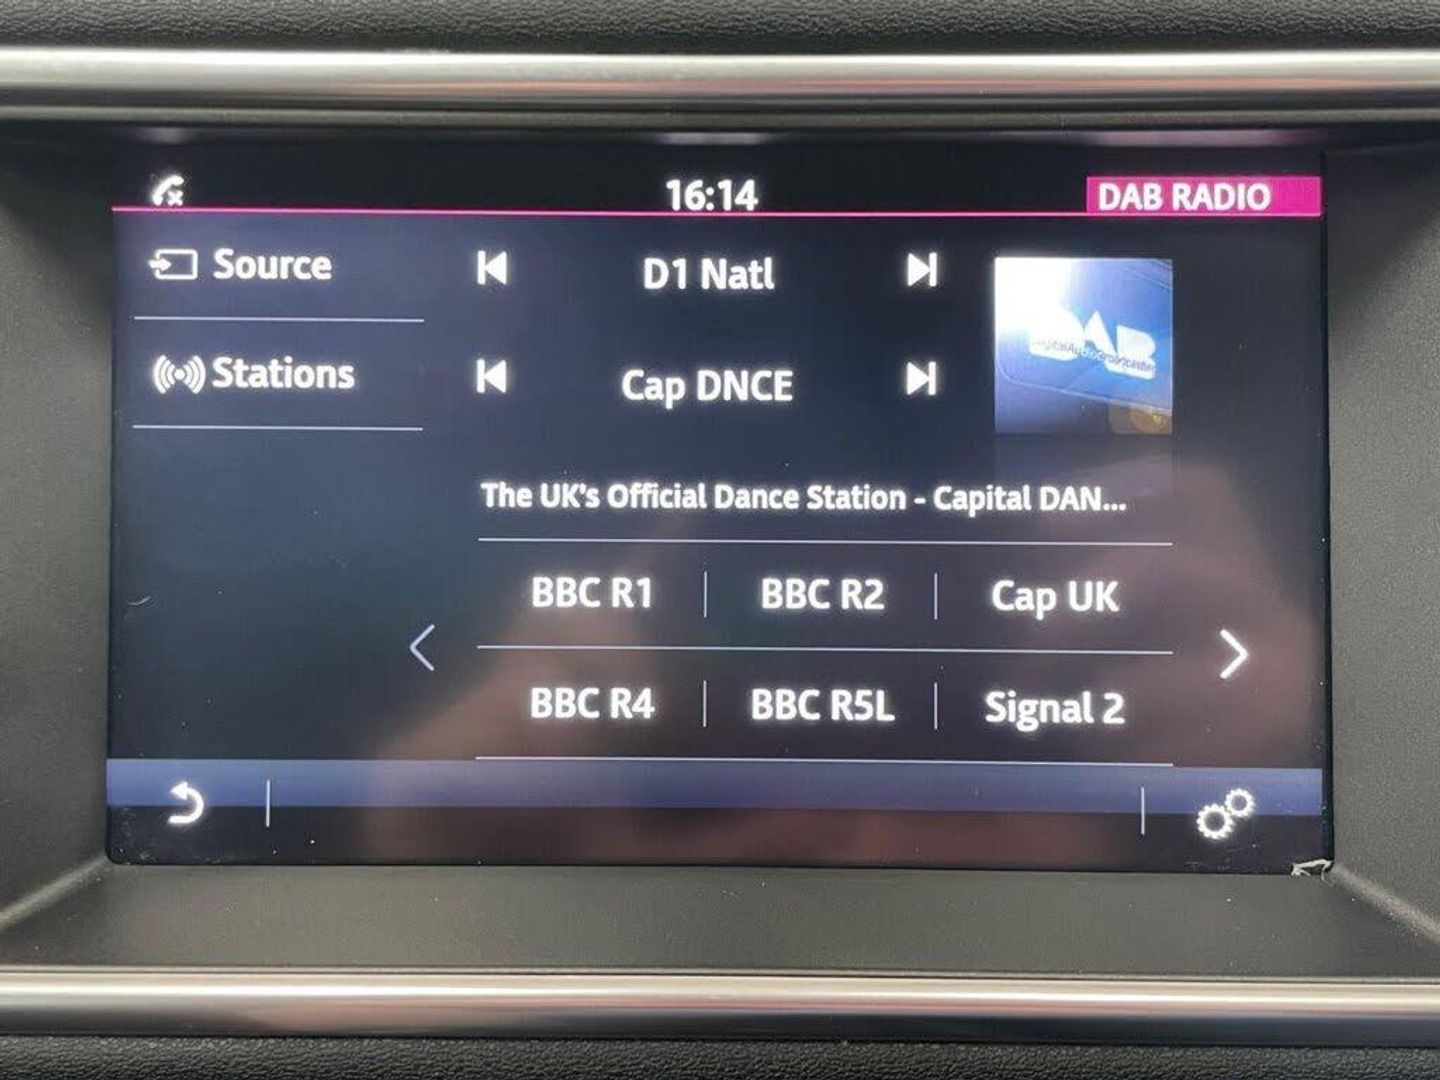 16:14
DAB RADIO
Source
D1 Natl
Stations
Cap DNCE
DAB
The UK's Official Dance Station - Capital DAN...
BBC R1
BBC R2
Cap UK
BBC R4
BBC R5L
Signal 2